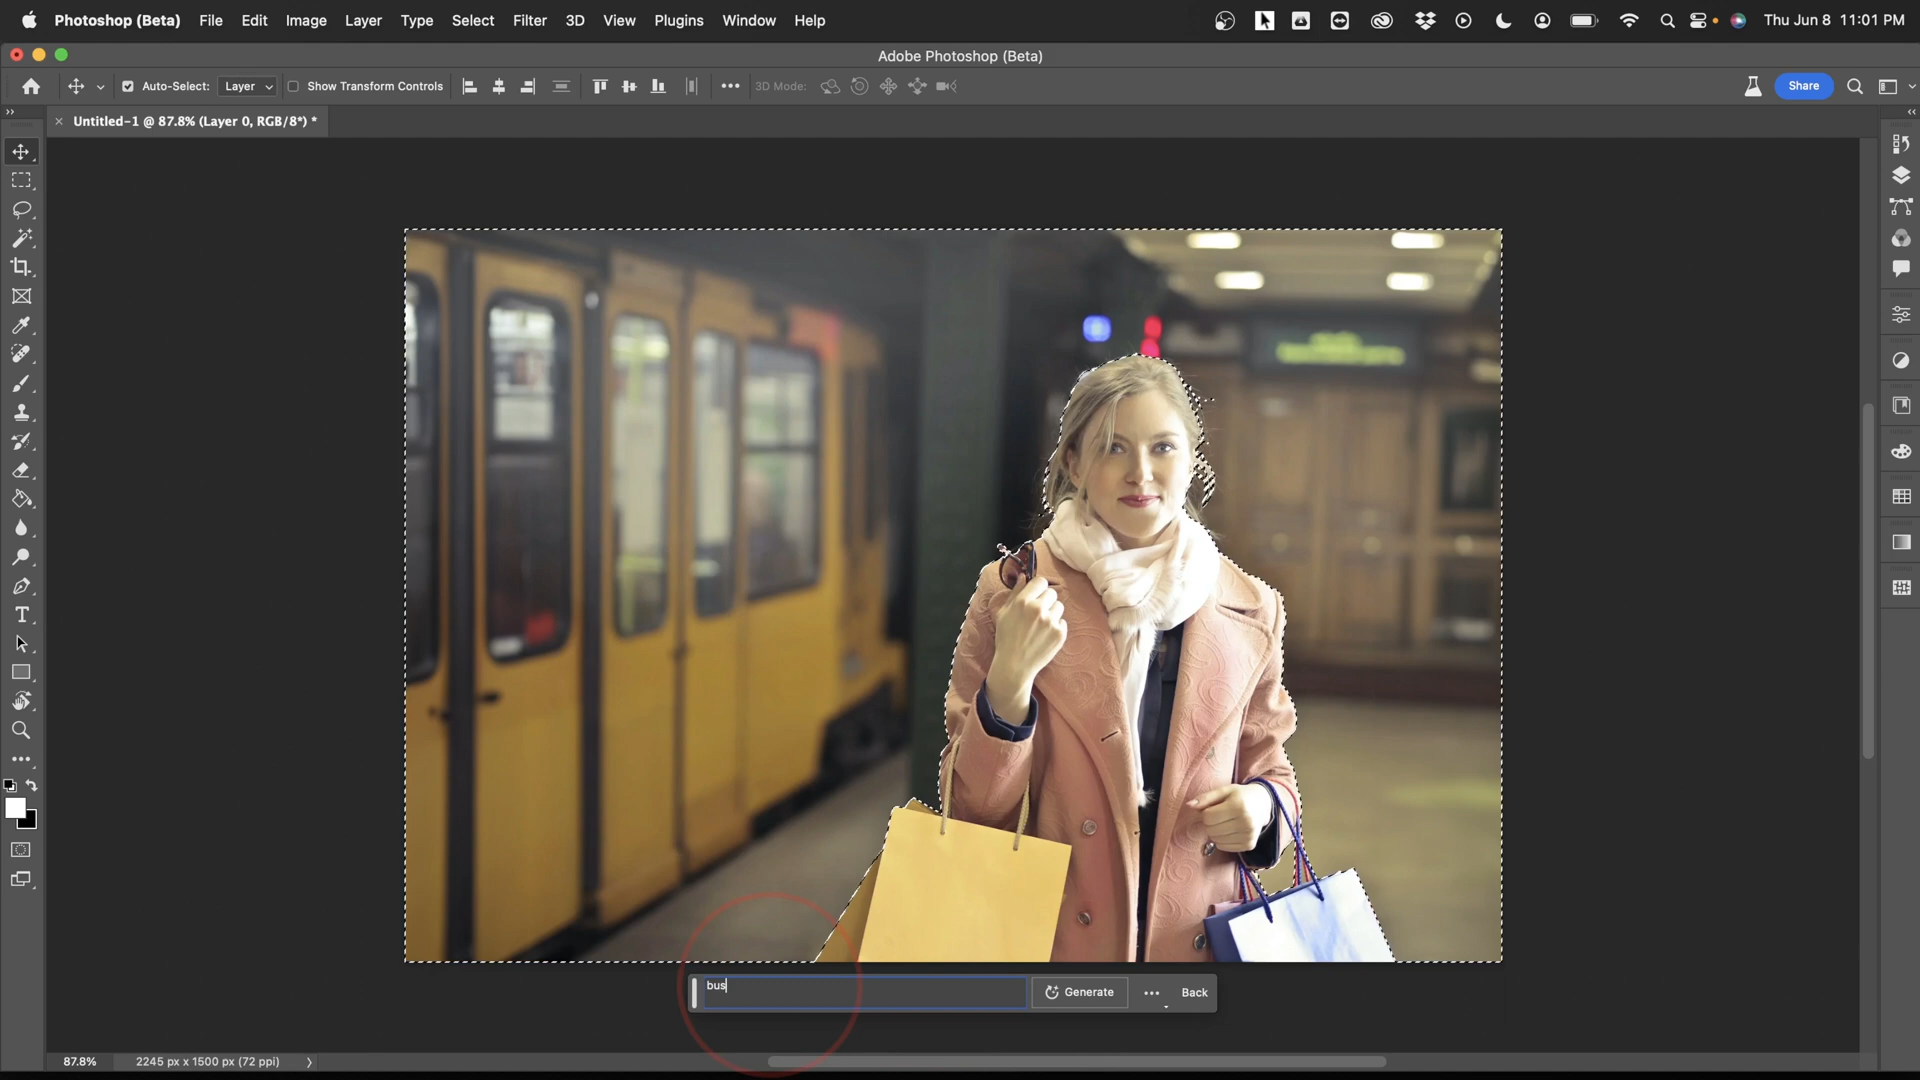 Photoshop (Beta) File Edit Image Layer Type Select Filter 3D View Plugins Window Help Thu Jun 8 11:01 PM
Adobe Photoshop (Beta)
Auto-Select: Layer Show Transform Controls 3D Mode: Share
Untitled-1 @ 87.8% (Layer 0, RGB/8*) *
bus
Generate
Back
87.8% 2245 px x 1500 px (72 ppi)